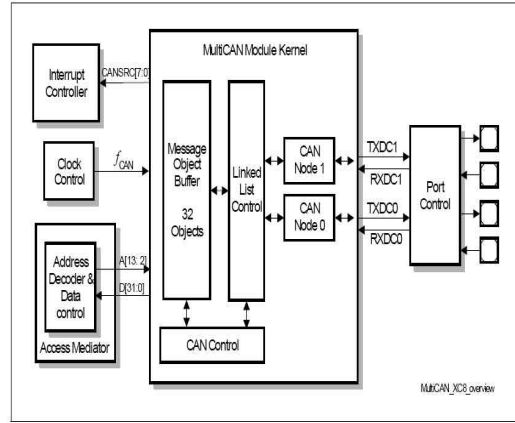 MultiCAN Module Kernel
Interrupt
Controller
CANSRC[7:0]
Clock
Control
fCAN
Address
Decoder &
Data
control
Access Mediator
A[13: 2]
D[31:0]
Message
Object
Buffer
32
Objects
Linked
List
Control
CAN
Node 1
CAN
Node 0
CAN Control
TXDC1
RXDC1
TXDC0
RXDC0
Port
Control
MultiCAN_XC8_overview